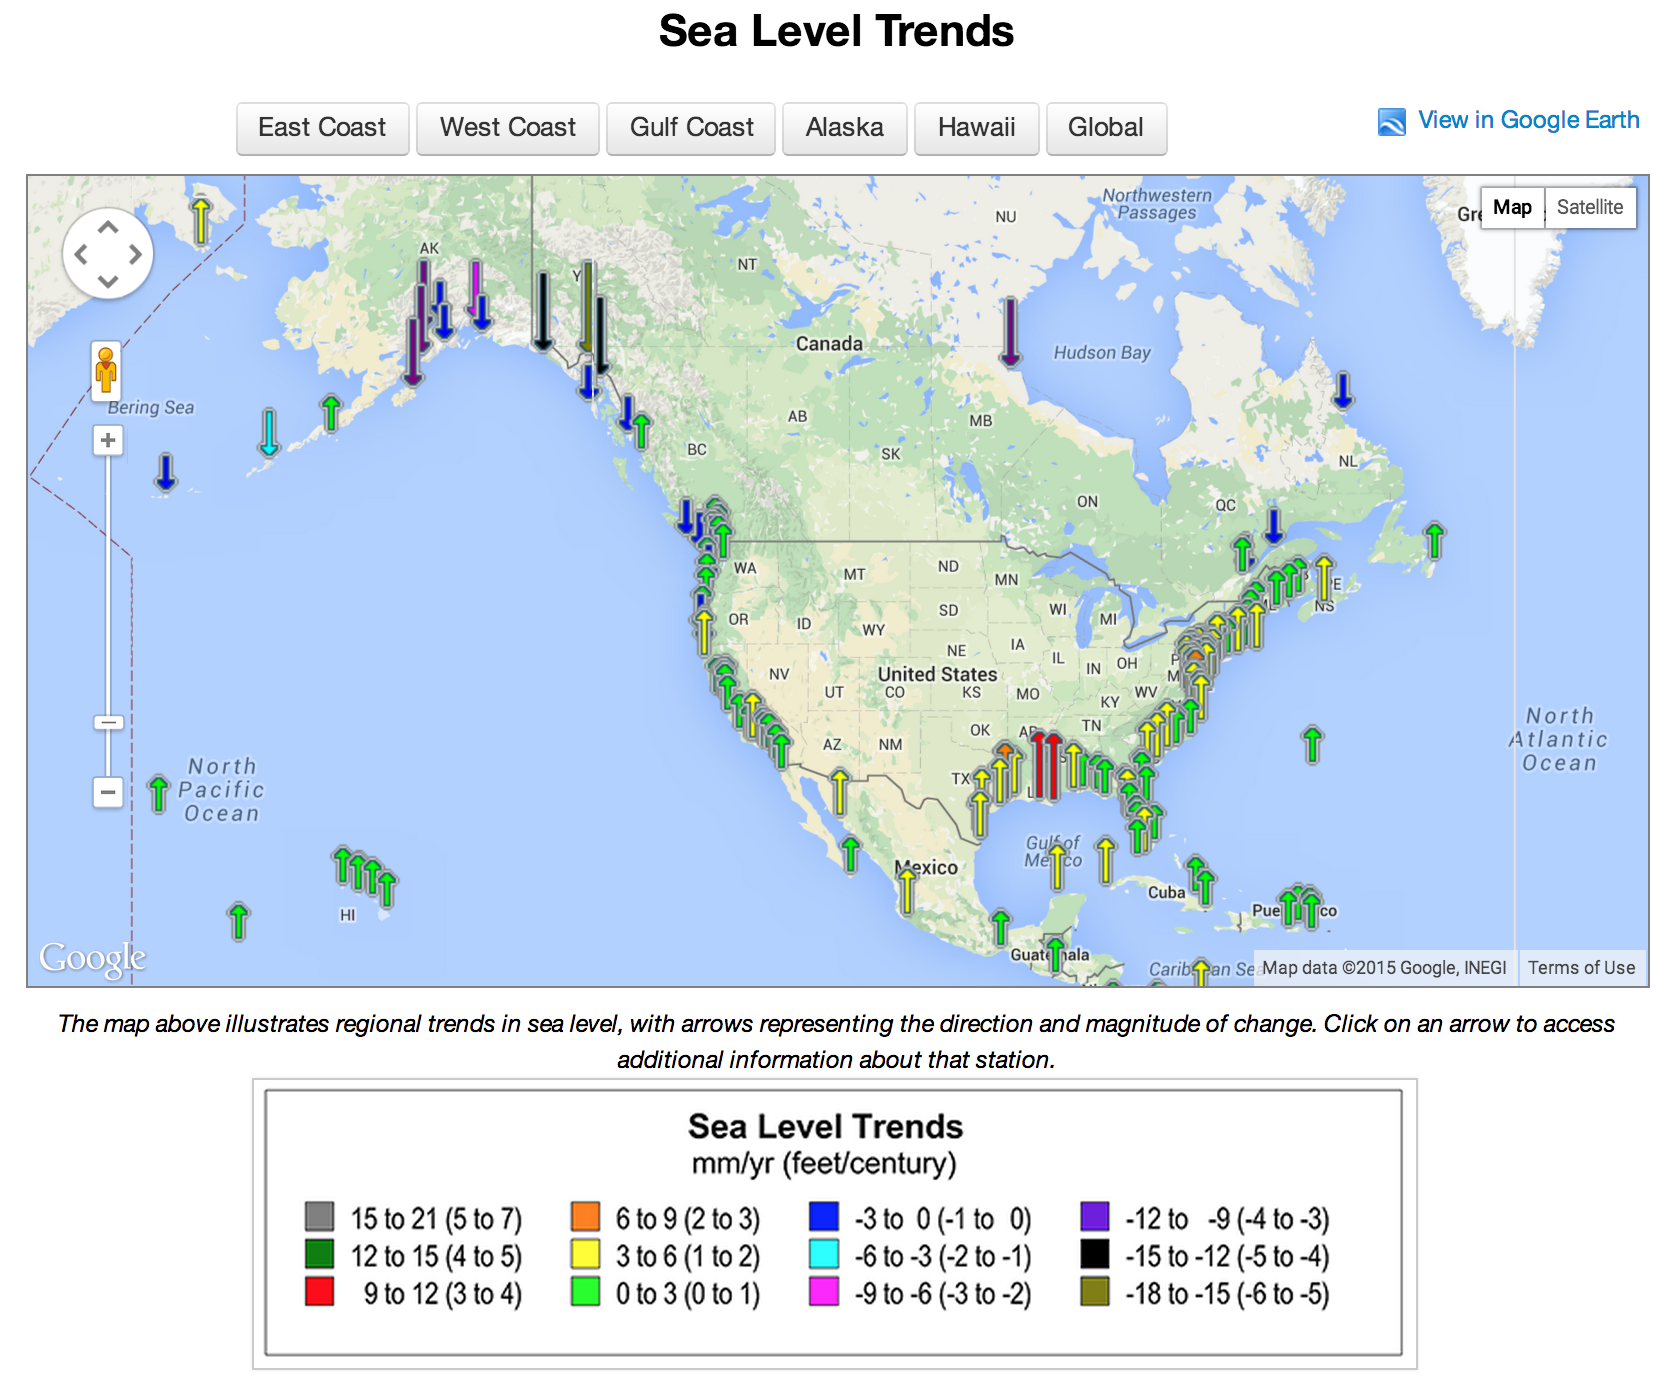 Sea Level Trends
East Coast
West Coast
Gulf Coast
Alaska
Hawaii
Global
View in Google Earth
Northwestern
Passages
NU
Map
Satellite
AK
NT
Canada
Hudson Bay
Bering Sea
AB
MB
BC
SK
NL
ON
QC
WA
MT
ND
MN
PE
NS
OR
ID
SD
WI
MI
WY
NE
IA
IL
IN
OH
NV
UT
United States
CO
KS
MO
KY
WV
OK
TN
AZ
NM
TX
North
Pacific
Ocean
North
Atlantic
Ocean
Gulf of
Mexico
Mexico
Cuba
HI
Pue co
Guatemala
Caribbean Se
Google
Map data ©2015 Google, INEGI
Terms of Use
The map above illustrates regional trends in sea level, with arrows representing the direction and magnitude of change. Click on an arrow to access
additional information about that station.
Sea Level Trends
mm/yr (feet/century)
15 to 21 (5 to 7)
12 to 15 (4 to 5)
9 to 12 (3 to 4)
6 to 9 (2 to 3)
3 to 6 (1 to 2)
0 to 3 (0 to 1)
-3 to 0 (-1 to 0)
-6 to -3 (-2 to -1)
-9 to -6 (-3 to -2)
-12 to -9 (-4 to -3)
-15 to -12 (-5 to -4)
-18 to -15 (-6 to -5)